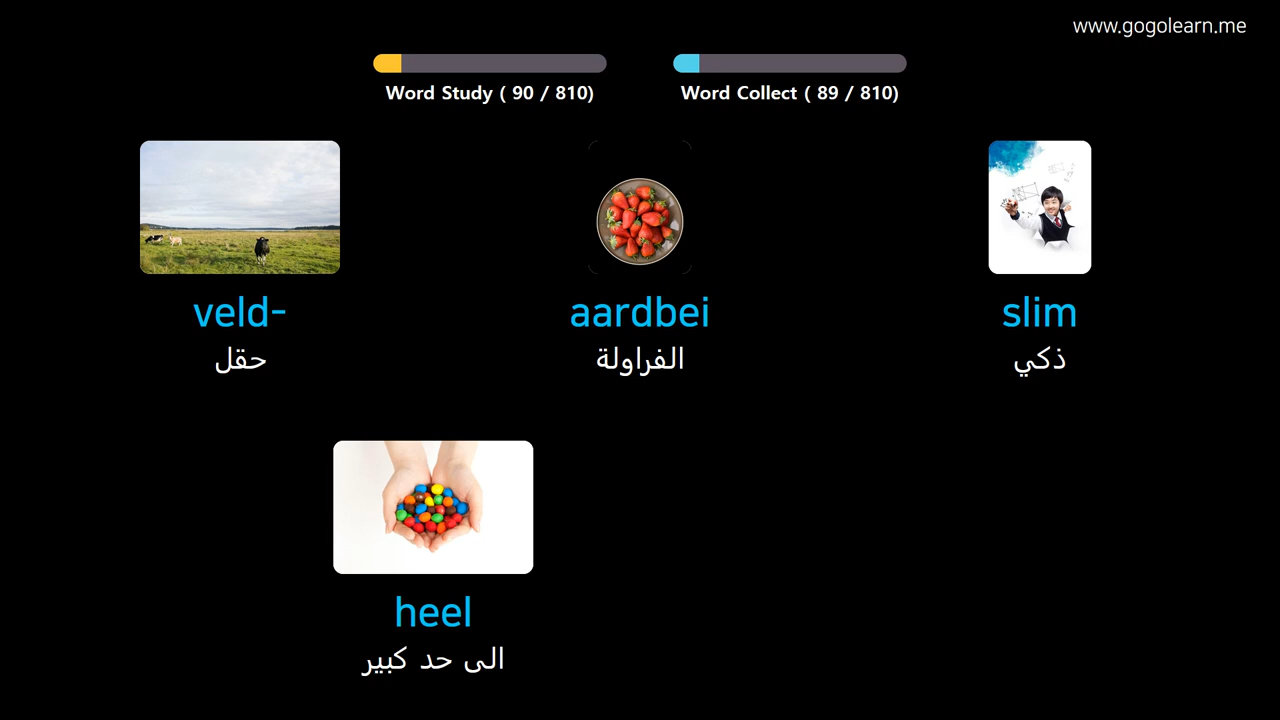 www.gogolearn.me
Word Study ( 90 / 810)
Word Collect ( 89 / 810)
veld-
حقل
aardbei
الفراولة
slim
ذكي
heel
الى حد كبير